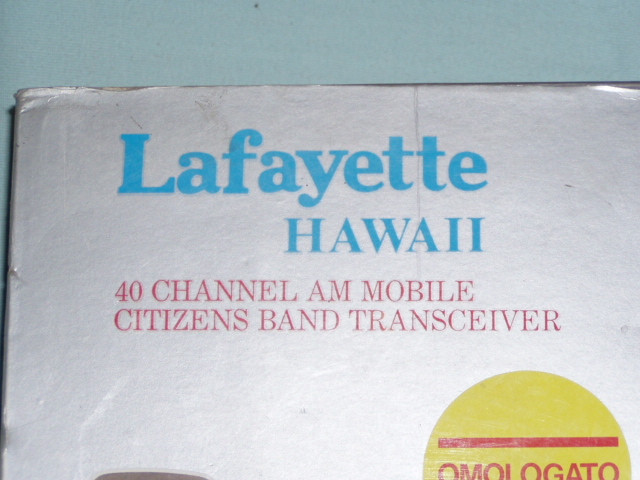 Lafayette
HAWAII
40 CHANNEL AM MOBILE
CITIZENS BAND TRANSCEIVER
OMOLOGATO